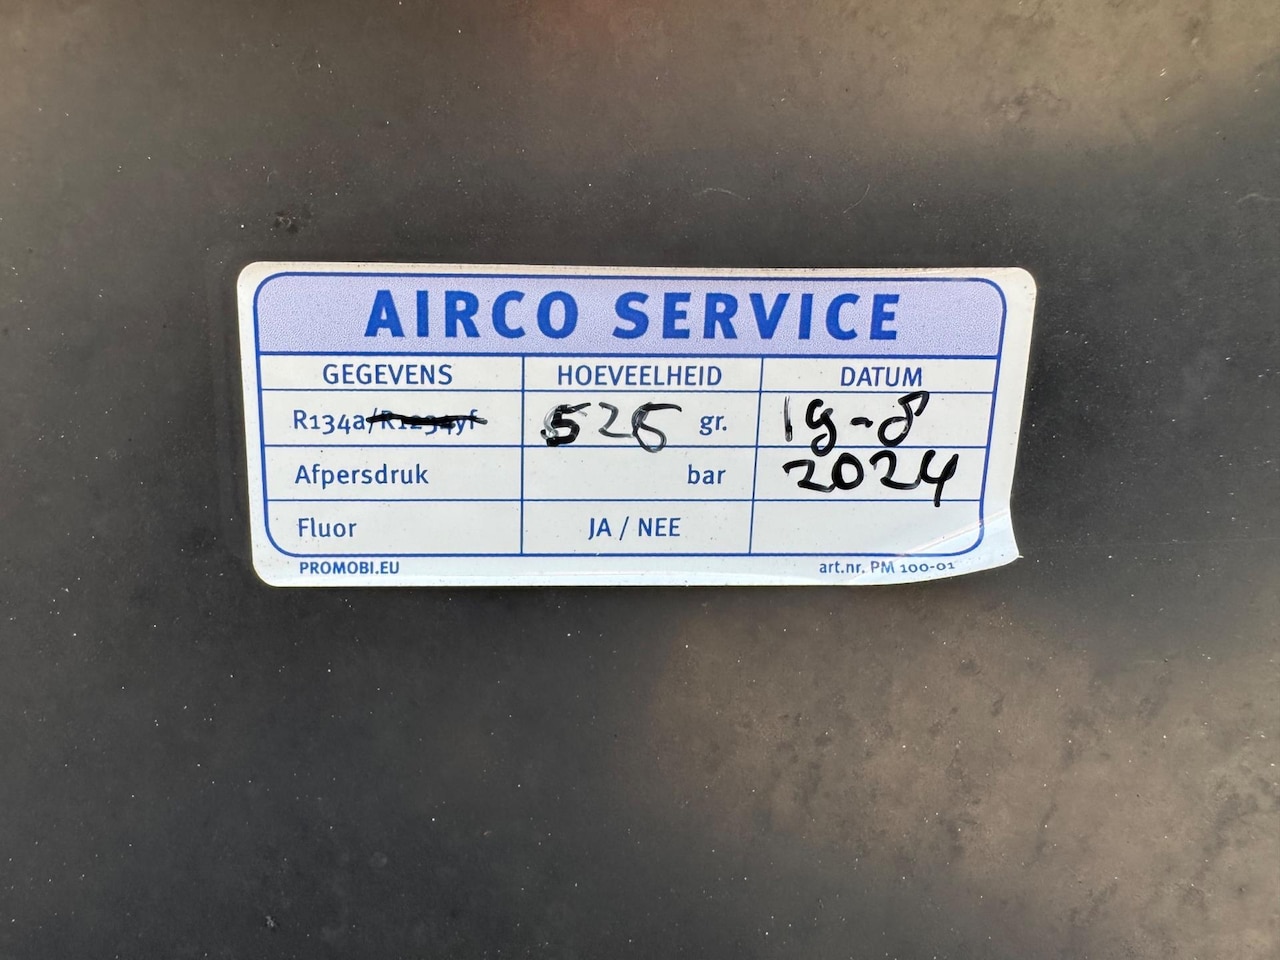 AIRCO SERVICE
GEGEVENS HOEVEELHEID DATUM
R134a/R1234yf 525 gr. 19-8
Afpersdruk bar 2024
Fluor JA / NEE
PROMOBI.EU art.nr. PM 100-01